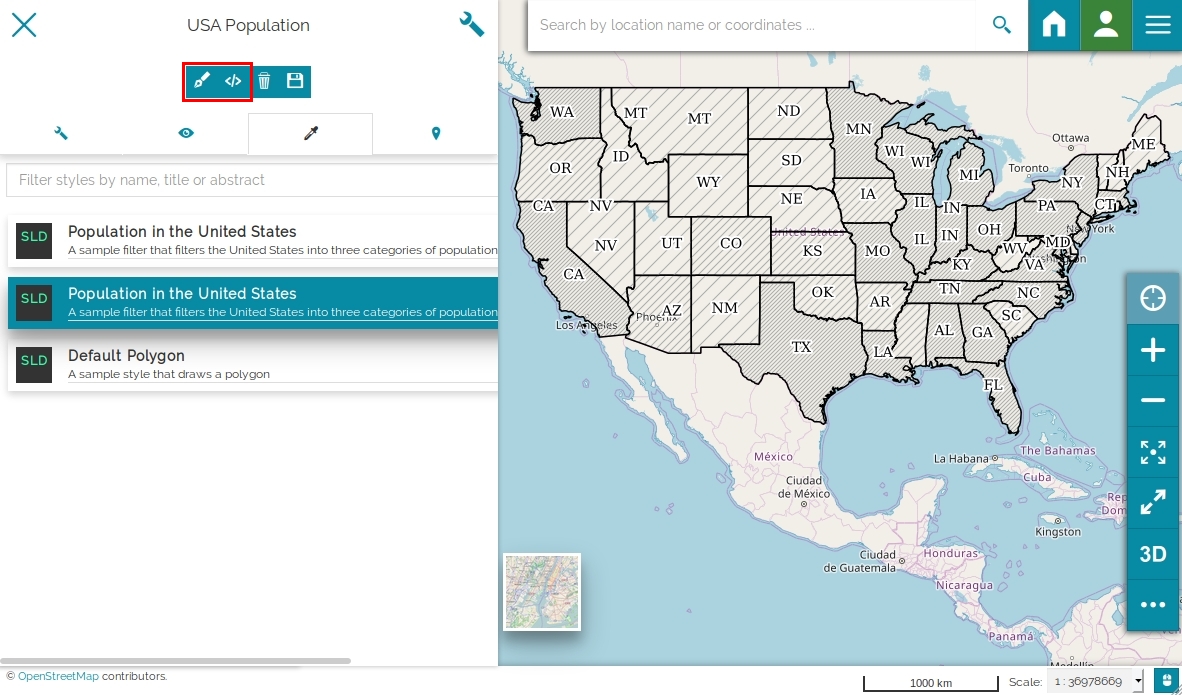 USA Population
Search by location name or coordinates ...
Filter styles by name, title or abstract
SLD
Population in the United States
A sample filter that filters the United States into three categories of population
SLD
Population in the United States
A sample filter that filters the United States into three categories of population
SLD
Default Polygon
A sample style that draws a polygon
WA
MT
MT
ND
MN
Ottawa
ME
OR
ID
SD
WI
WI
Toronto
NH
WY
MI
NY
CA
NV
NE
IA
IL
IN
PA
CT
New York
NV
UT
CO
United States
KS
MO
IL
IN
OH
WV
MD
Washington
VA
KY
CA
AZ
NM
OK
AR
TN
NC
Los Angeles
Phoenix
SC
TX
LA
AL
GA
FL
México
La Habana
The Bahamas
Cuba
Ciudad
de México
Rep
Dom
Kingston
Ciudad
de Guatemala
Honduras
Nicaragua
Panamá
Medellín
3D
© OpenStreetMap contributors.
1000 km
Scale:
1 : 36978669